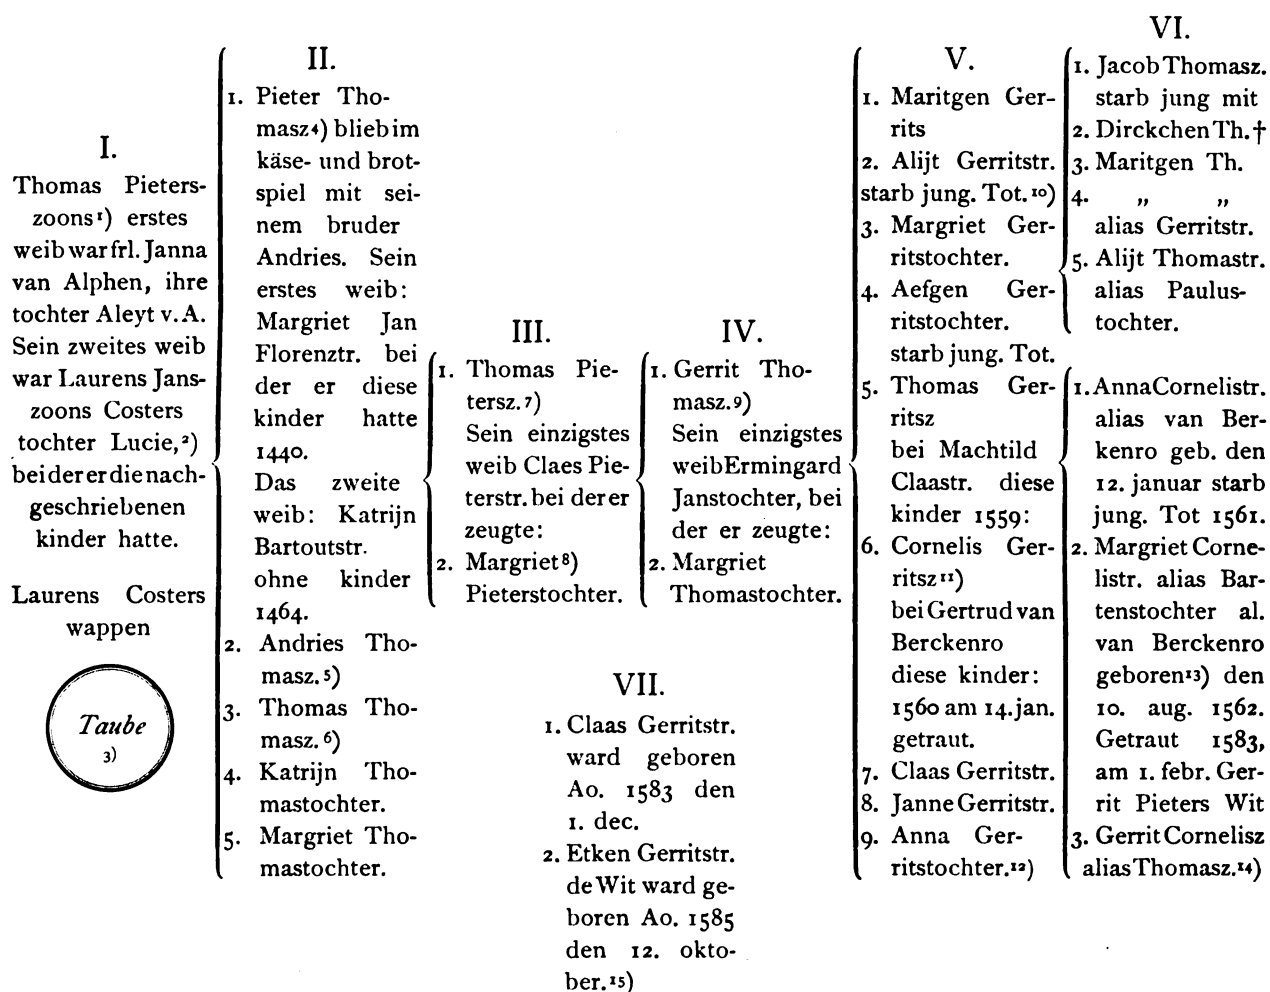 I.
Thomas Pieters-
zoons¹) erstes
weib war frl. Janna
van Alphen, ihre
tochter Aleyt v. A.
Sein zweites weib
war Laurens Jans-
zoons Costers
tochter Lucie,²)
bei der er die nach-
geschriebenen
kinder hatte.
Laurens Costers
wappen
Taube
3)
II.
1. Pieter Tho-
masz⁴) blieb im
käse- und brot-
spiel mit sei-
nem bruder
Andries. Sein
erstes weib:
Margriet Jan
Florenztr. bei
der er diese
kinder hatte
1440.
Das zweite
weib: Katrijn
Bartoutstr.
ohne kinder
1464.
2. Andries Tho-
masz.⁵)
3. Thomas Tho-
masz.⁶)
4. Katrijn Tho-
mastochter.
5. Margriet Tho-
mastochter.
III.
1. Thomas Pie-
tersz.⁷)
Sein einzigstes
weib Claes Pie-
terstr. bei der er
zeugte:
2. Margriet⁸)
Pieterstochter.
IV.
1. Gerrit Tho-
masz.⁹)
Sein einzigstes
weib Ermingard
Janstochter, bei
der er zeugte:
2. Margriet
Thomastochter.
V.
1. Maritgen Ger-
rits
2. Alijt Gerritstr.
starb jung. Tot.¹⁰)
3. Margriet Ger-
ritstochter.
4. Aefgen Ger-
ritstochter.
starb jung. Tot.
5. Thomas Ger-
ritsz
bei Machtild
Claastr. diese
kinder 1559:
6. Cornelis Ger-
ritsz¹¹)
bei Gertrud van
Berckenro
diese kinder:
1560 am 14. jan.
getraut.
7. Claas Gerritstr.
8. Janne Gerritstr.
9. Anna Ger-
ritstochter.¹²)
VI.
1. Jacob Thomasz.
starb jung mit
2. Dirckchen Th. †
3. Maritgen Th.
4. „ „
alias Gerritstr.
5. Alijt Thomastr.
alias Paulus-
tochter.
1. Anna Cornelistr.
alias van Ber-
kenro geb. den
12. januar starb
jung. Tot 1561.
2. Margriet Corne-
listr. alias Bar-
tenstochter al.
van Berckenro
geboren¹³) den
10. aug. 1562.
Getraut 1583,
am 1. febr. Ger-
rit Pieters Wit
3. Gerrit Cornelisz
alias Thomasz.¹⁴)
VII.
1. Claas Gerritstr.
ward geboren
Ao. 1583 den
1. dec.
2. Etken Gerritstr.
de Wit ward ge-
boren Ao. 1585
den 12. okto-
ber.¹⁵)